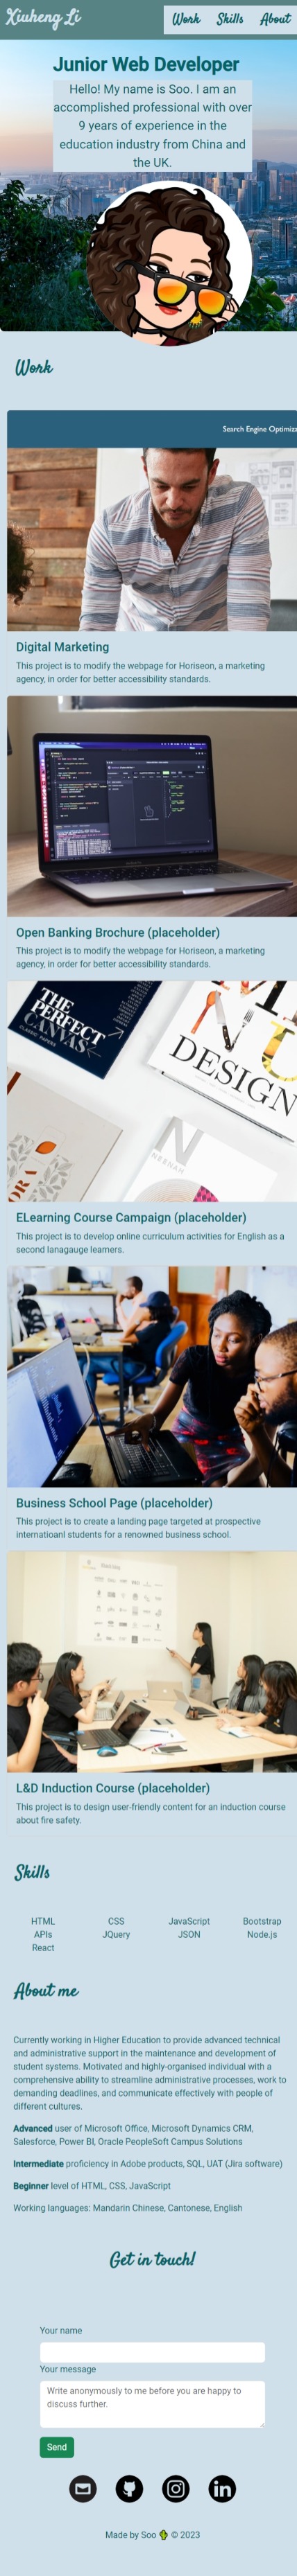 Xiuheng Li
Work Skills About
Junior Web Developer
Hello! My name is Soo. I am an
accomplished professional with over
9 years of experience in the
education industry from China and
the UK.
Work
Search Engine Optimiza
Digital Marketing
This project is to modify the webpage for Horiseon, a marketing
agency, in order for better accessibility standards.
Open Banking Brochure (placeholder)
This project is to modify the webpage for Horiseon, a marketing
agency, in order for better accessibility standards.
THE
PERFECT
CANVAS
CLASSIC PAPERS
DESIGN
NEENAH
ORA
ELearning Course Campaign (placeholder)
This project is to develop online curriculum activities for English as a
second lanagauge learners.
Business School Page (placeholder)
This project is to create a landing page targeted at prospective
internatioanl students for a renowned business school.
L&D Induction Course (placeholder)
This project is to design user-friendly content for an induction course
about fire safety.
Skills
HTML CSS JavaScript Bootstrap
APIs JQuery JSON Node.js
React
About me
Currently working in Higher Education to provide advanced technical
and administrative support in the maintenance and development of
student systems. Motivated and highly-organised individual with a
comprehensive ability to streamline administrative processes, work to
demanding deadlines, and communicate effectively with people of
different cultures.
Advanced user of Microsoft Office, Microsoft Dynamics CRM,
Salesforce, Power BI, Oracle PeopleSoft Campus Solutions
Intermediate proficiency in Adobe products, SQL, UAT (Jira software)
Beginner level of HTML, CSS, JavaScript
Working languages: Mandarin Chinese, Cantonese, English
Get in touch!
Your name
Your message
Write anonymously to me before you are happy to
discuss further.
Send
in
Made by Soo 🌵 © 2023